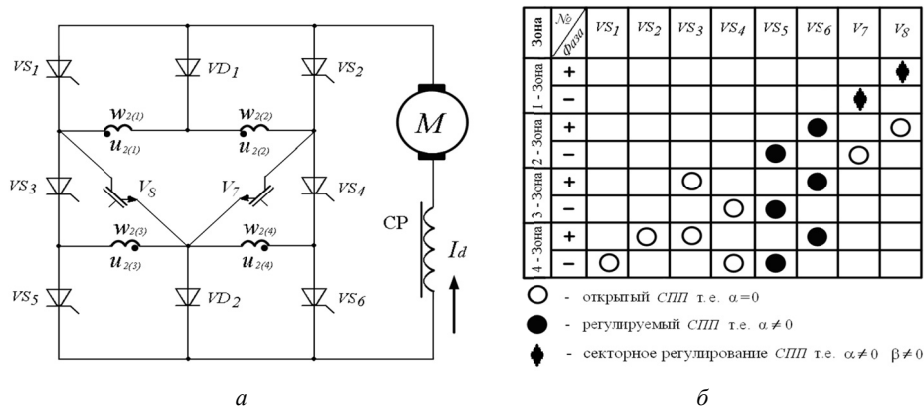 VS1
VD1
VS2
w2(1)
w2(2)
u2(1)
u2(2)
M
VS3
V8
V7
VS4
СР
w2(3)
w2(4)
u2(3)
u2(4)
Id
VS5
VD2
VS6
а
Зона № Фаза VS1 VS2 VS3 VS4 VS5 VS6 V7 V8
1 - Зона + −
2 - Зона + −
3 - Зона + −
4 - Зона + −
- открытый СПП т.е. α=0
- регулируемый СПП т.е. α≠0
- секторное регулирование СПП т.е. α≠0 β≠0
б